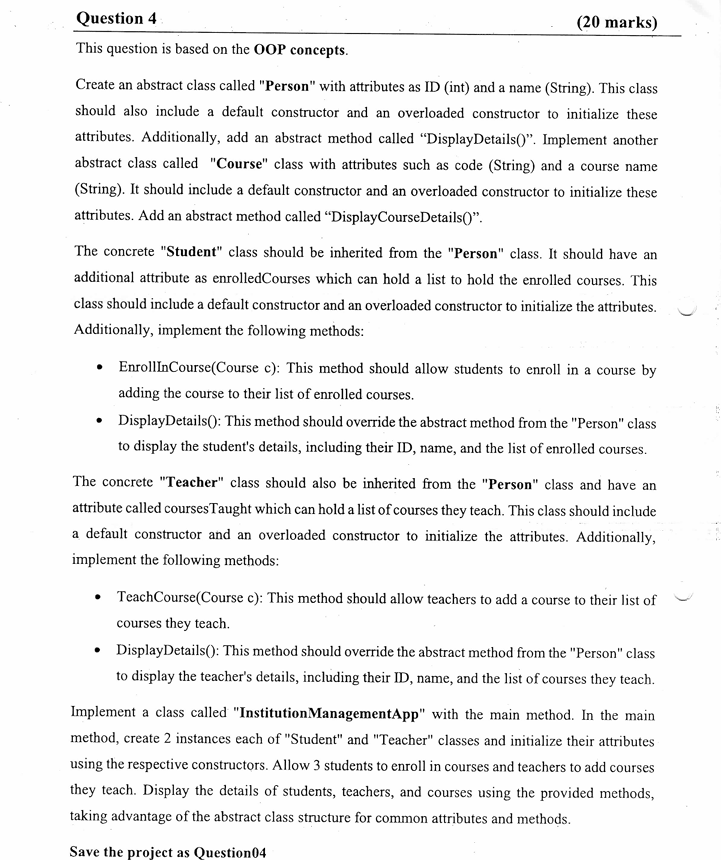 Question 4
(20 marks)
This question is based on the OOP concepts.
Create an abstract class called "Person" with attributes as ID (int) and a name (String). This class
should also include a default constructor and an overloaded constructor to initialize these
attributes. Additionally, add an abstract method called “DisplayDetails()”. Implement another
abstract class called "Course" class with attributes such as code (String) and a course name
(String). It should include a default constructor and an overloaded constructor to initialize these
attributes. Add an abstract method called “DisplayCourseDetails()”.
The concrete "Student" class should be inherited from the "Person" class. It should have an
additional attribute as enrolledCourses which can hold a list to hold the enrolled courses. This
class should include a default constructor and an overloaded constructor to initialize the attributes.
Additionally, implement the following methods:
• EnrollInCourse(Course c): This method should allow students to enroll in a course by
adding the course to their list of enrolled courses.
• DisplayDetails(): This method should override the abstract method from the "Person" class
to display the student's details, including their ID, name, and the list of enrolled courses.
The concrete "Teacher" class should also be inherited from the "Person" class and have an
attribute called coursesTaught which can hold a list of courses they teach. This class should include
a default constructor and an overloaded constructor to initialize the attributes. Additionally,
implement the following methods:
• TeachCourse(Course c): This method should allow teachers to add a course to their list of
courses they teach.
• DisplayDetails(): This method should override the abstract method from the "Person" class
to display the teacher's details, including their ID, name, and the list of courses they teach.
Implement a class called "InstitutionManagementApp" with the main method. In the main
method, create 2 instances each of "Student" and "Teacher" classes and initialize their attributes
using the respective constructors. Allow 3 students to enroll in courses and teachers to add courses
they teach. Display the details of students, teachers, and courses using the provided methods,
taking advantage of the abstract class structure for common attributes and methods.
Save the project as Question04